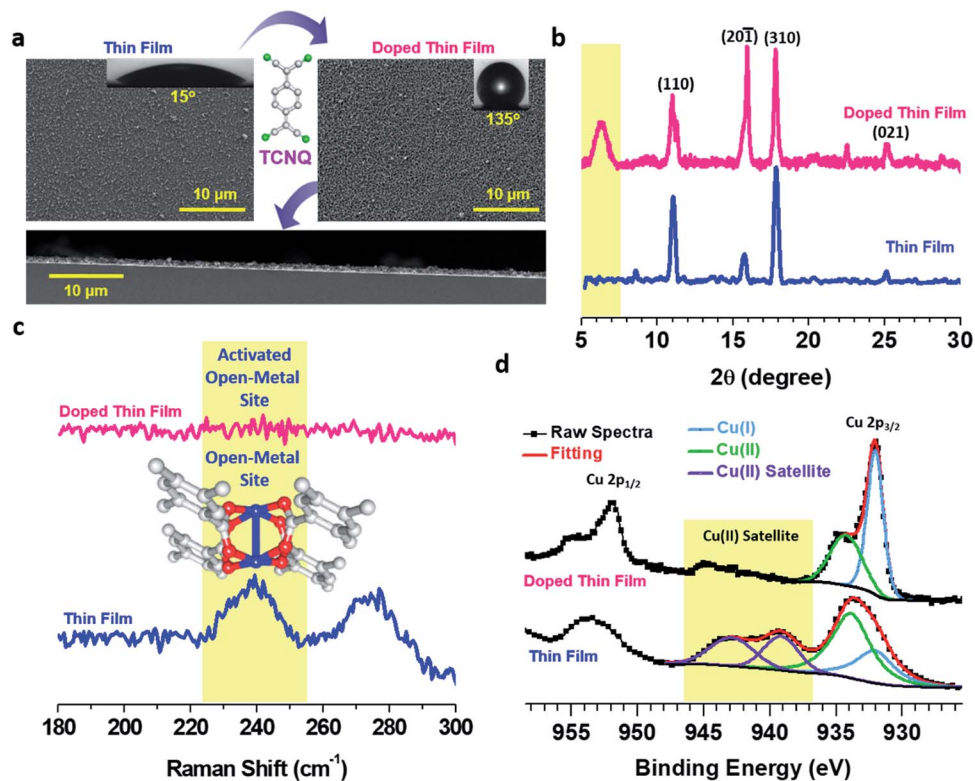 a
Thin Film
Doped Thin Film
15°
135°
TCNQ
10 µm
10 µm
10 µm
b
(110)
(201̅)
(310)
Doped Thin Film
(021)
Thin Film
5 10 15 20 25 30
2θ (degree)
c
Activated
Open-Metal
Site
Doped Thin Film
Open-Metal
Site
Thin Film
180 200 220 240 260 280 300
Raman Shift (cm⁻¹)
d
Raw Spectra
Fitting
Cu(I)
Cu(II)
Cu(II) Satellite
Cu 2p₃/₂
Cu 2p₁/₂
Cu(II) Satellite
Doped Thin Film
Thin Film
955 950 945 940 935 930
Binding Energy (eV)